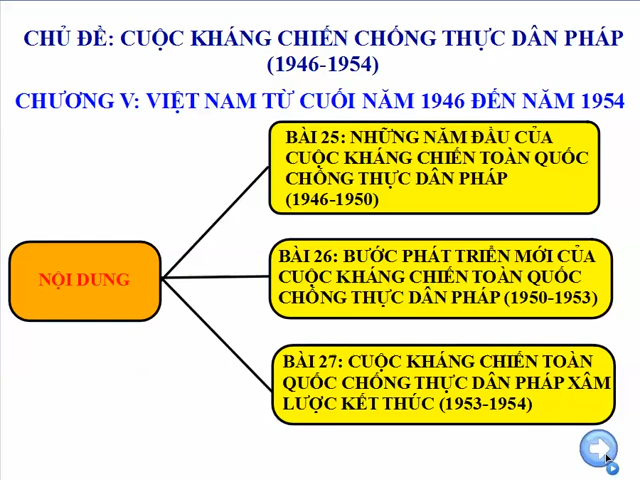 CHỦ ĐỀ: CUỘC KHÁNG CHIẾN CHỐNG THỰC DÂN PHÁP
(1946-1954)
CHƯƠNG V: VIỆT NAM TỪ CUỐI NĂM 1946 ĐẾN NĂM 1954
BÀI 25: NHỮNG NĂM ĐẦU CỦA
CUỘC KHÁNG CHIẾN TOÀN QUỐC
CHỐNG THỰC DÂN PHÁP
(1946-1950)
NỘI DUNG
BÀI 26: BƯỚC PHÁT TRIỂN MỚI CỦA
CUỘC KHÁNG CHIẾN TOÀN QUỐC
CHỐNG THỰC DÂN PHÁP (1950-1953)
BÀI 27: CUỘC KHÁNG CHIẾN TOÀN
QUỐC CHỐNG THỰC DÂN PHÁP XÂM
LƯỢC KẾT THÚC (1953-1954)